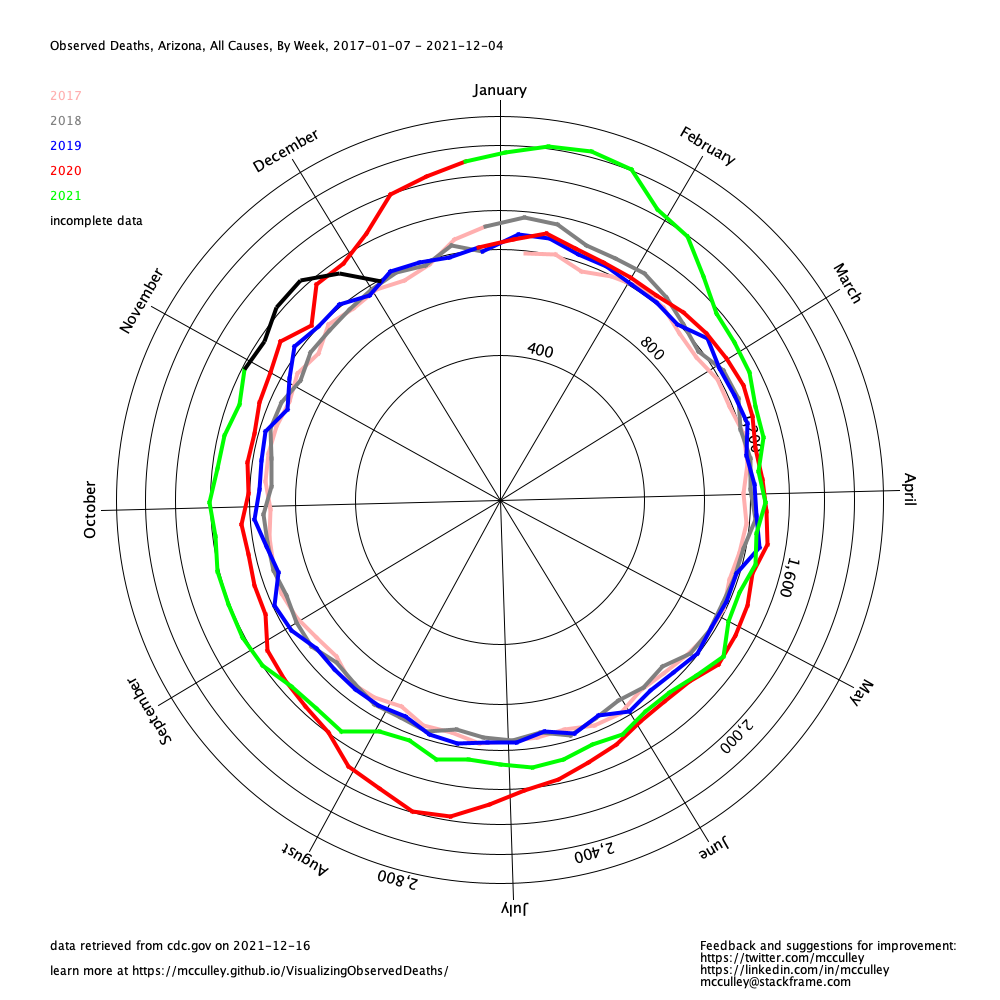 Observed Deaths, Arizona, All Causes, By Week, 2017-01-07 - 2021-12-04
January
2017
2018
2019
2020
2021
incomplete data
December
February
November
March
400
800
1,200
October
April
1,600
September
May
2,000
August
June
2,400
2,800
July
data retrieved from cdc.gov on 2021-12-16
learn more at https://mcculley.github.io/VisualizingObservedDeaths/
Feedback and suggestions for improvement:
https://twitter.com/mcculley
https://linkedin.com/in/mcculley
mcculley@stackframe.com